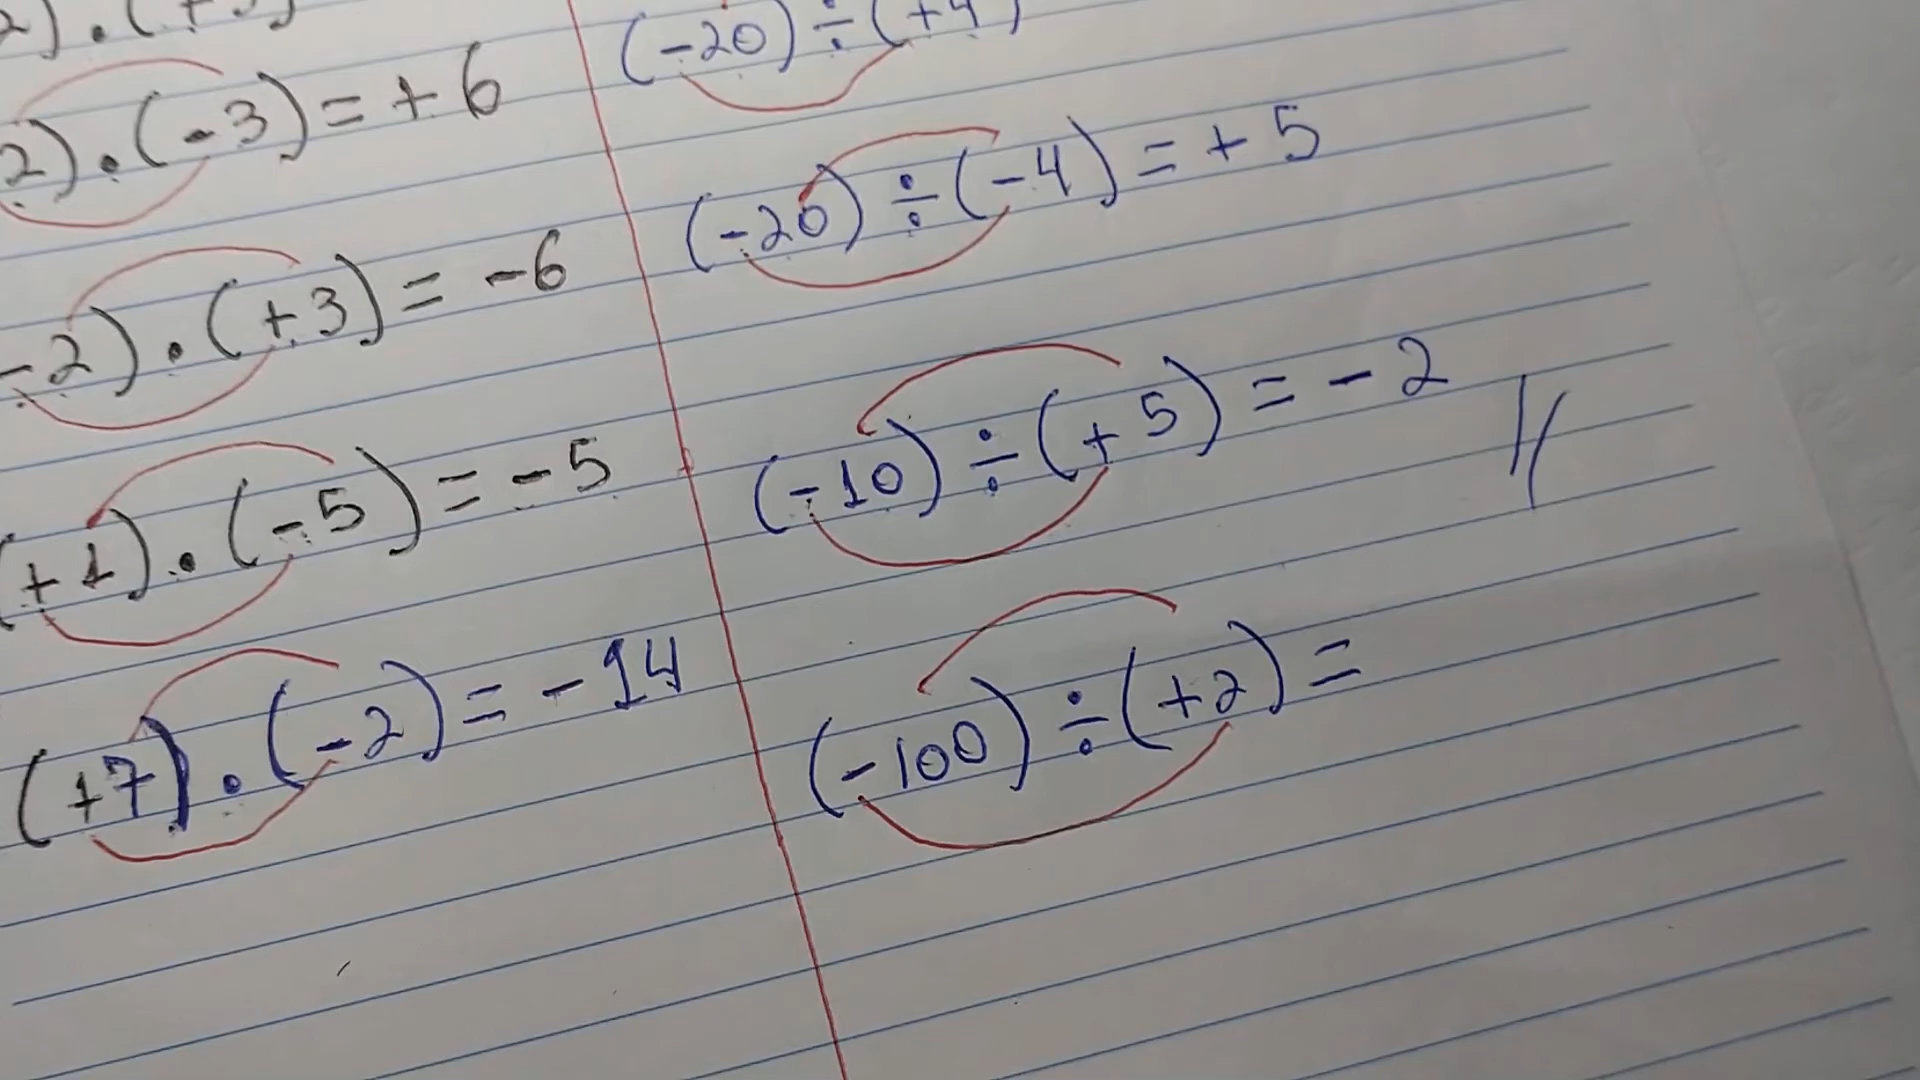 (-3) = +6
-2) . (+3) = -6
(+1) . (-5) = -5
(+7) . (-2) = -14
(-20) ÷ (+4)
(-20) ÷ (-4) = +5
(-10) ÷ (+5) = -2
(-100) ÷ (+2) =